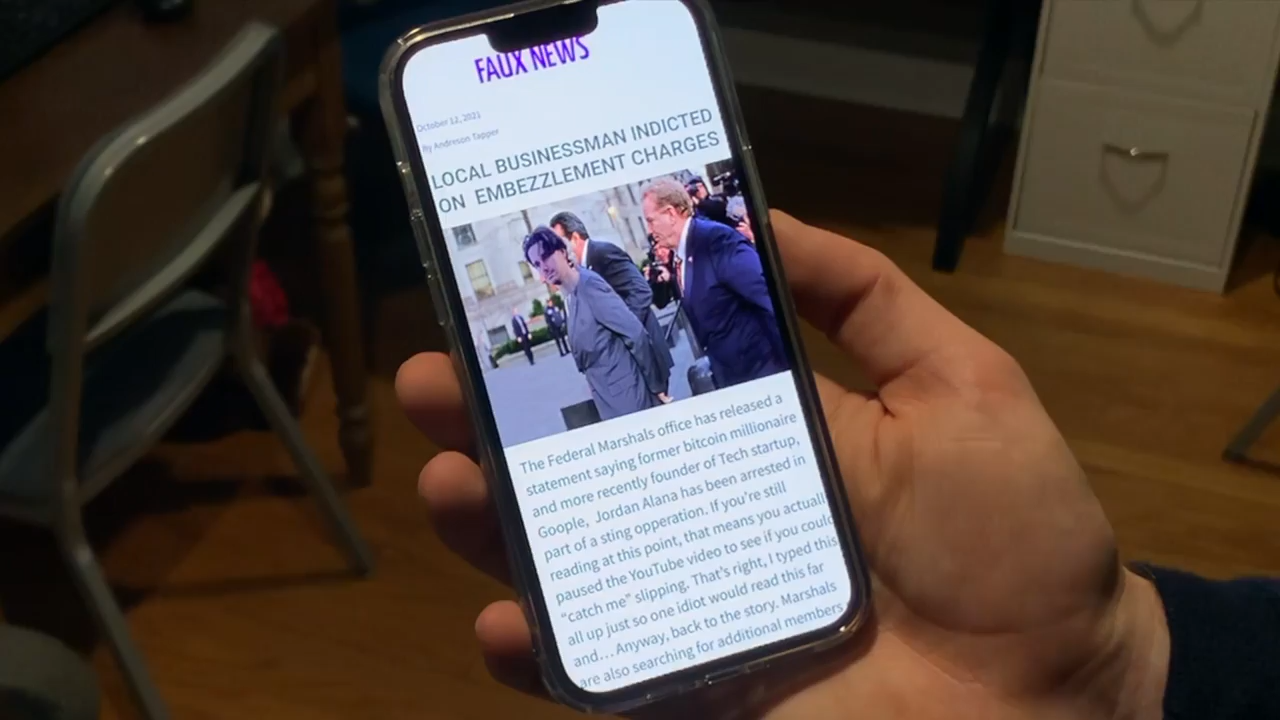 FAUX NEWS
October 12, 2021
By Andreson Tapper
LOCAL BUSINESSMAN INDICTED
ON EMBEZZLEMENT CHARGES
The Federal Marshals office has released a
statement saying former bitcoin millionaire
and more recently founder of Tech startup,
Goople, Jordan Alana has been arrested in
part of a sting opperation. If you're still
reading at this point, that means you actuall
paused the YouTube video to see if you could
“catch me” slipping. That's right, I typed this
all up just so one idiot would read this far
and...Anyway, back to the story. Marshals
are also searching for additional members